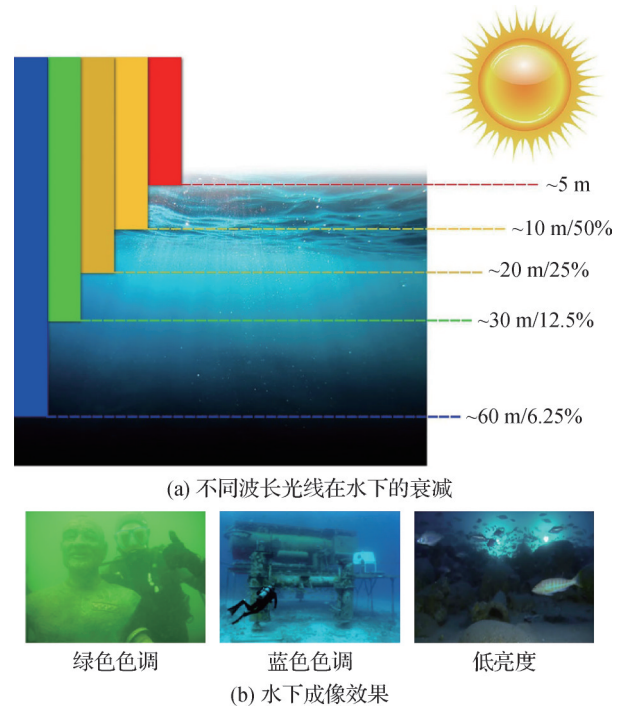 ~5 m
~10 m/50%
~20 m/25%
~30 m/12.5%
~60 m/6.25%
(a) 不同波长光线在水下的衰减
绿色色调
蓝色色调
低亮度
(b) 水下成像效果